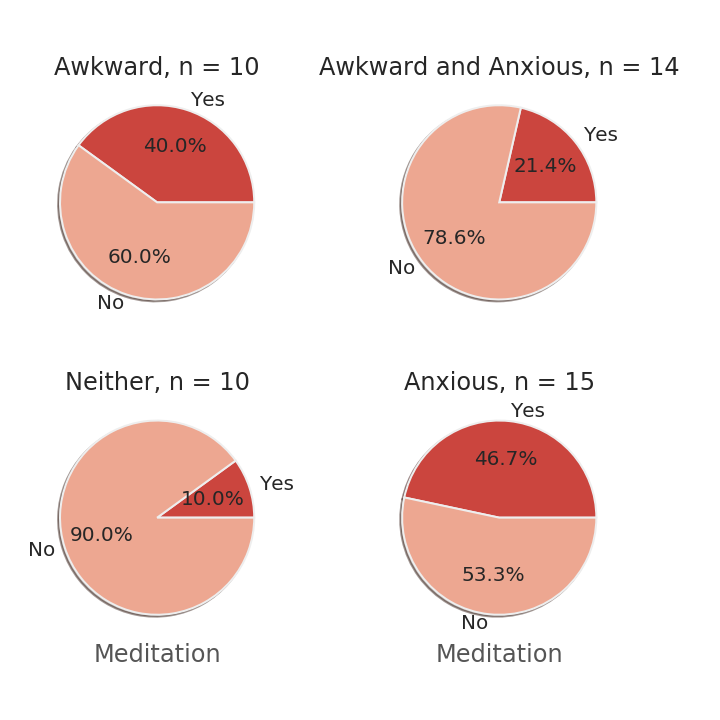 Awkward, n = 10
Yes
40.0%
60.0%
No
Awkward and Anxious, n = 14
Yes
21.4%
78.6%
No
Neither, n = 10
Yes
10.0%
90.0%
No
Meditation
Anxious, n = 15
Yes
46.7%
53.3%
No
Meditation